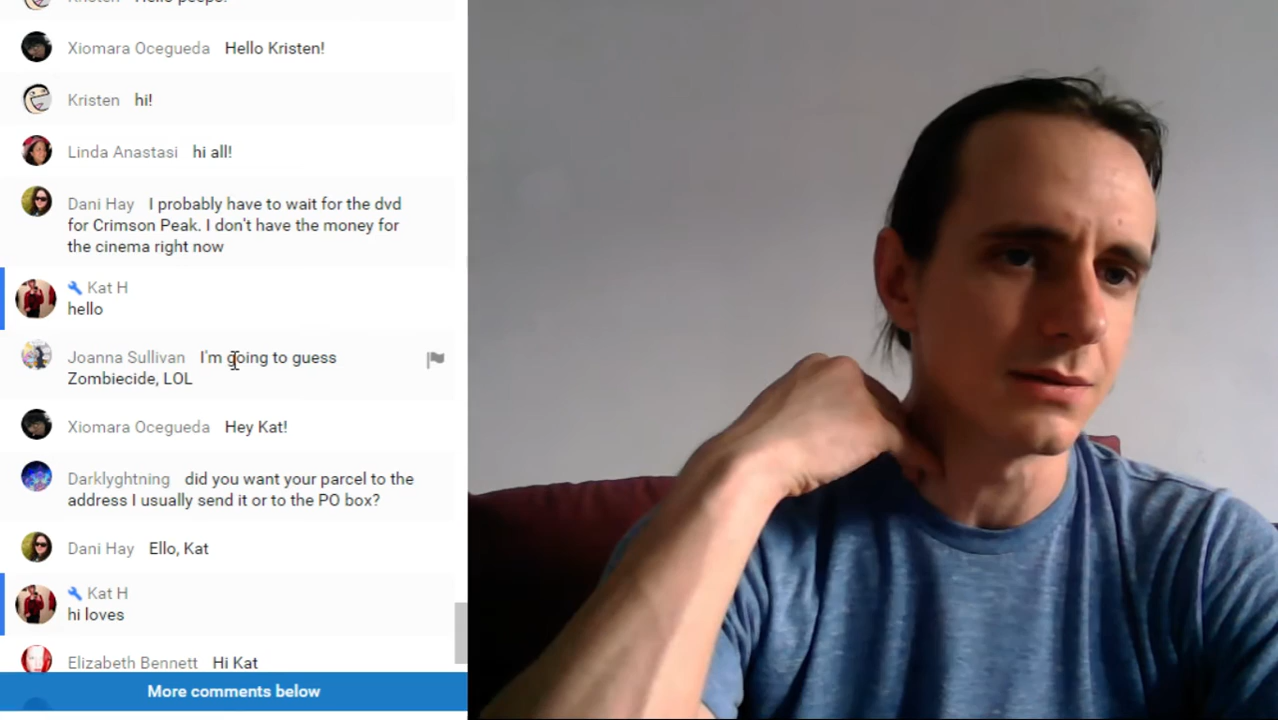 Kristen Hello peeps!
Xiomara Ocegueda Hello Kristen!
Kristen hi!
Linda Anastasi hi all!
Dani Hay I probably have to wait for the dvd
for Crimson Peak. I don't have the money for
the cinema right now
Kat H
hello
Joanna Sullivan I'm going to guess
Zombiecide, LOL
Xiomara Ocegueda Hey Kat!
Darklyghtning did you want your parcel to the
address I usually send it or to the PO box?
Dani Hay Ello, Kat
Kat H
hi loves
Elizabeth Bennett Hi Kat
More comments below